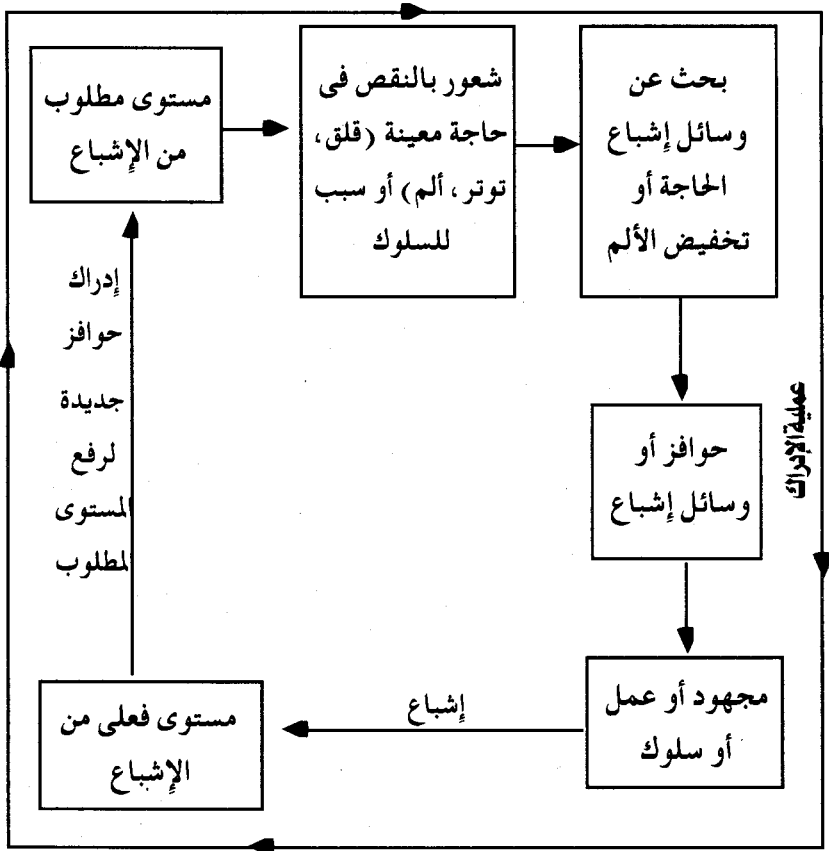 مستوى مطلوب
من الإشباع
شعور بالنقص فى
حاجة معينة (قلق،
توتر، ألم) أو سبب
للسلوك
بحث عن
وسائل إشباع
الحاجة أو
تخفيض الألم
حوافز أو
وسائل إشباع
مجهود أو عمل
أو سلوك
إشباع
مستوى فعلى من
الإشباع
إدراك
حوافز
جديدة
لرفع
المستوى
المطلوب
عملية الإدراك